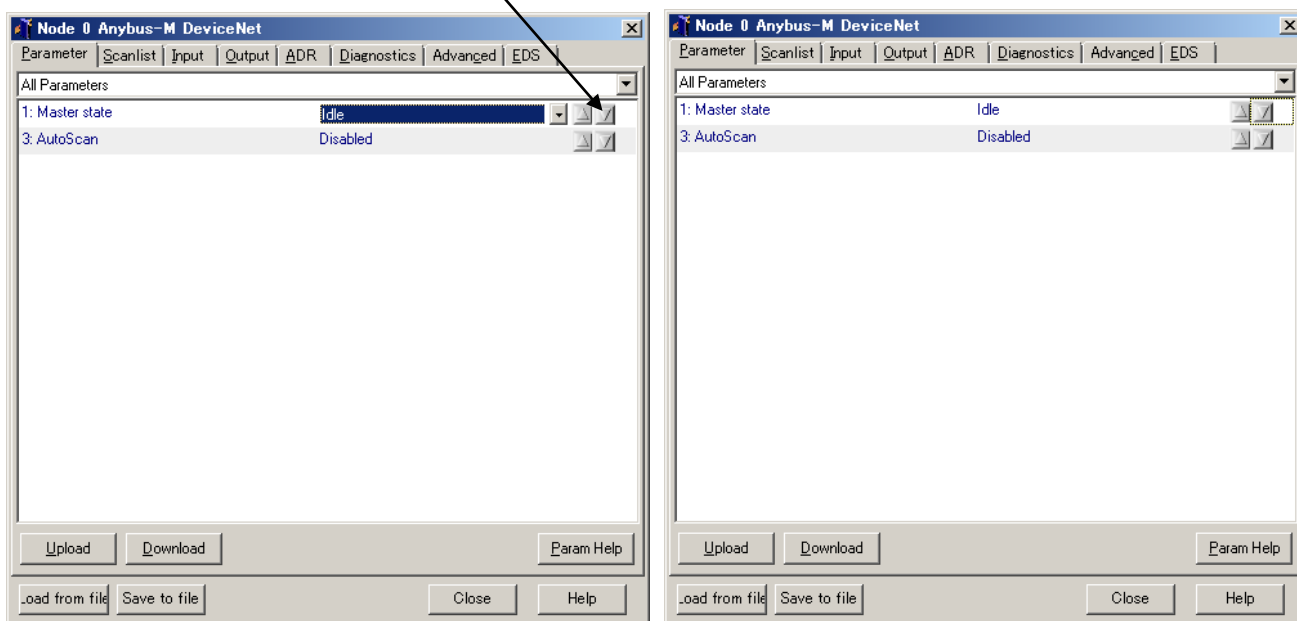 Node 0 Anybus-M DeviceNet
Parameter Scanlist Input Output ADR Diagnostics Advanced EDS
All Parameters
1: Master state Idle
3: AutoScan Disabled
Upload Download Param Help
Load from file Save to file Close Help
Node 0 Anybus-M DeviceNet
Parameter Scanlist Input Output ADR Diagnostics Advanced EDS
All Parameters
1: Master state Idle
3: AutoScan Disabled
Upload Download Param Help
Load from file Save to file Close Help